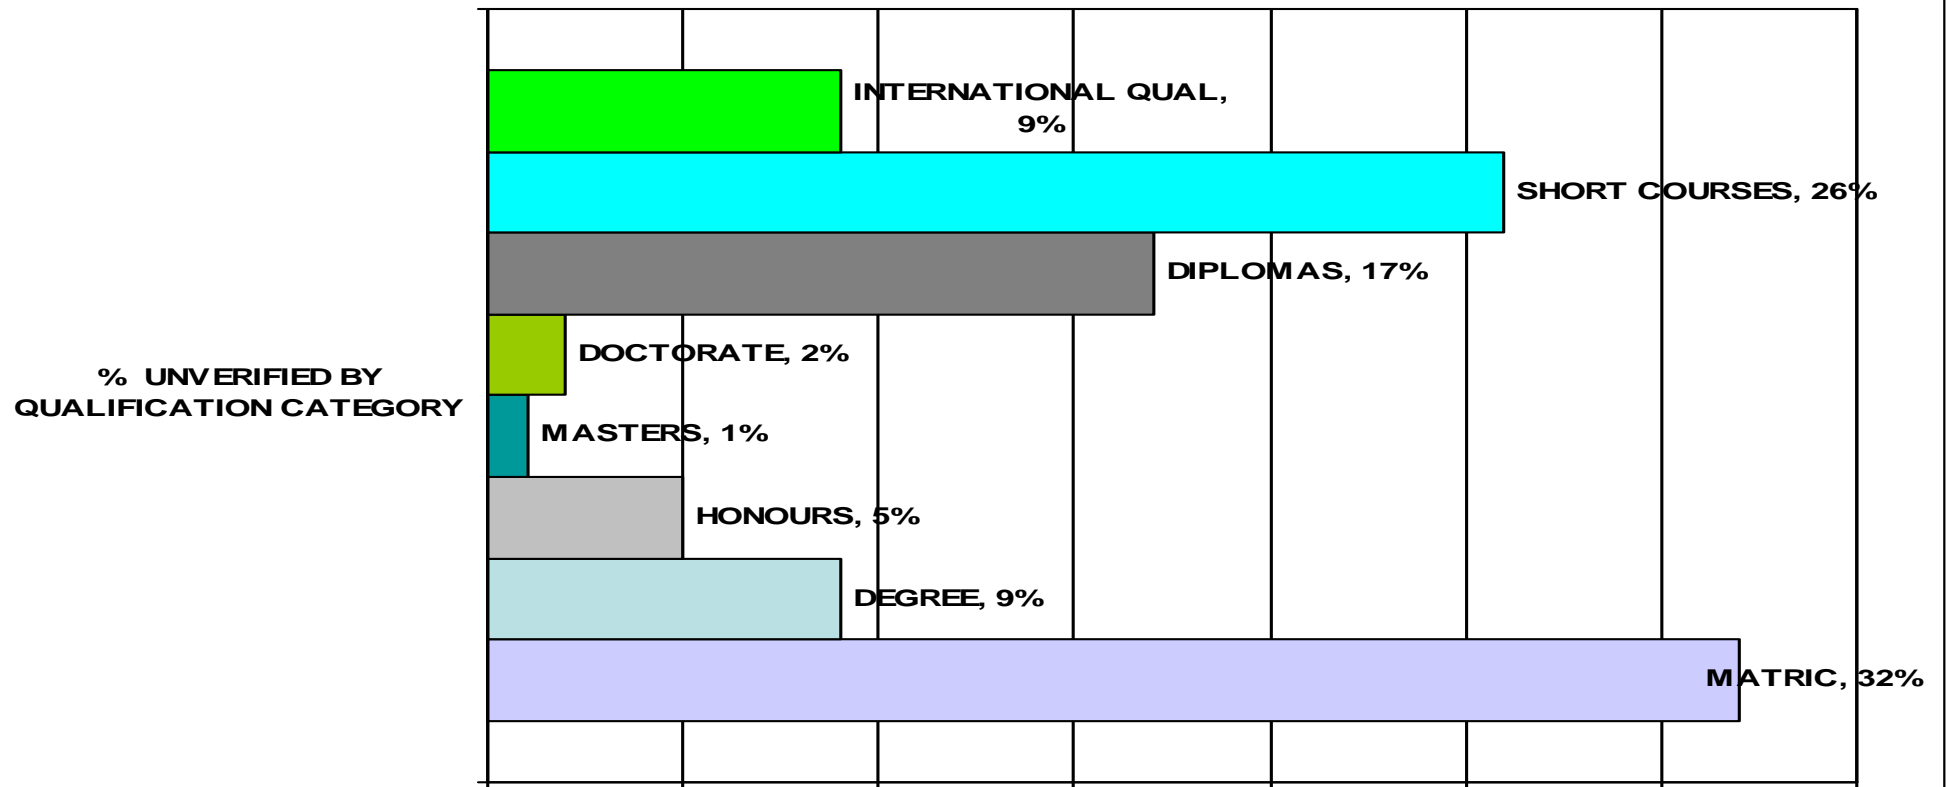 INTERNATIONAL QUAL,
9%
SHORT COURSES, 26%
DIPLOMAS, 17%
DOCTORATE, 2%
% UNVERIFIED BY
QUALIFICATION CATEGORY
MASTERS, 1%
HONOURS, 5%
DEGREE, 9%
MATRIC, 32%